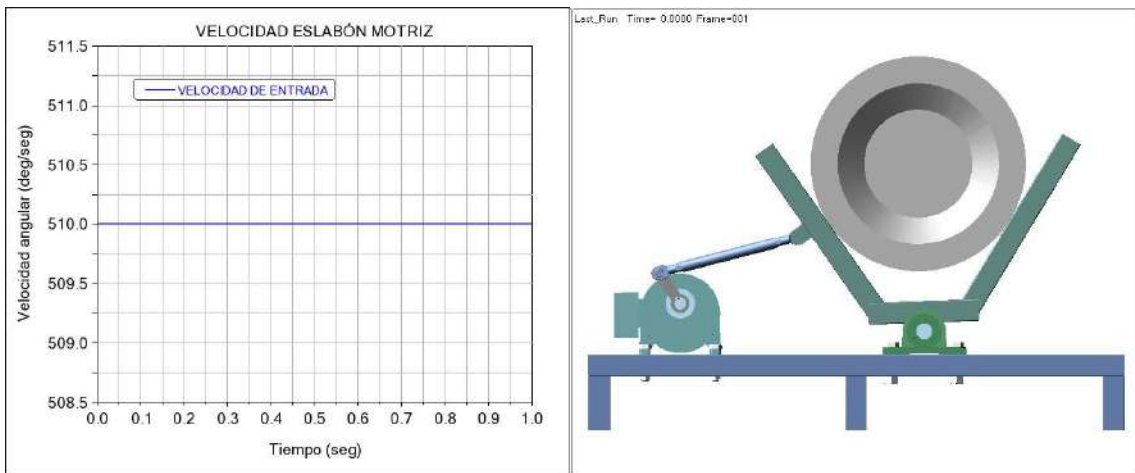 VELOCIDAD ESLABÓN MOTRIZ
511.5
511.0
510.5
510.0
509.5
509.0
508.5
VELOCIDAD DE ENTRADA
Velocidad angular (deg/seg)
0.0 0.1 0.2 0.3 0.4 0.5 0.6 0.7 0.8 0.9 1.0
Tiempo (seg)
Last_Run Time= 0.0000 Frame=001